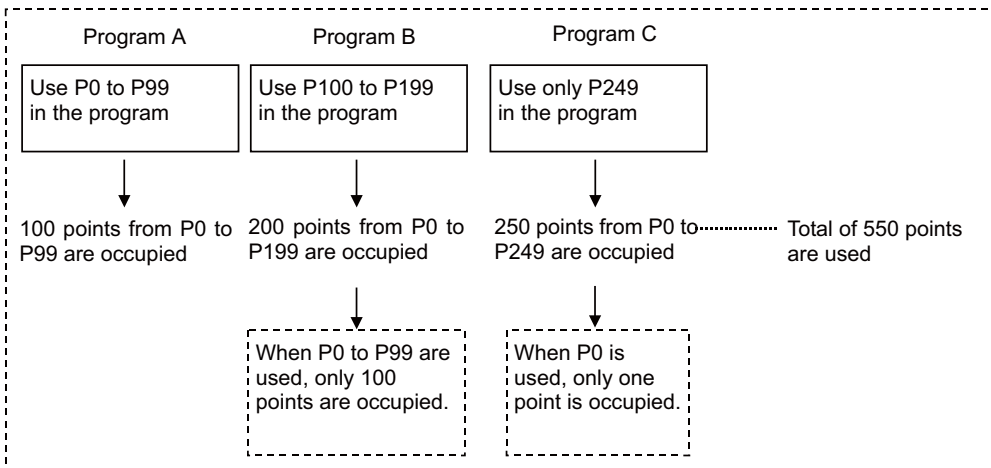 Program A
Program B
Program C
Use P0 to P99
in the program
Use P100 to P199
in the program
Use only P249
in the program
100 points from P0 to
P99 are occupied
200 points from P0 to
P199 are occupied
250 points from P0 to
P249 are occupied
Total of 550 points
are used
When P0 to P99 are
used, only 100
points are occupied.
When P0 is
used, only one
point is occupied.